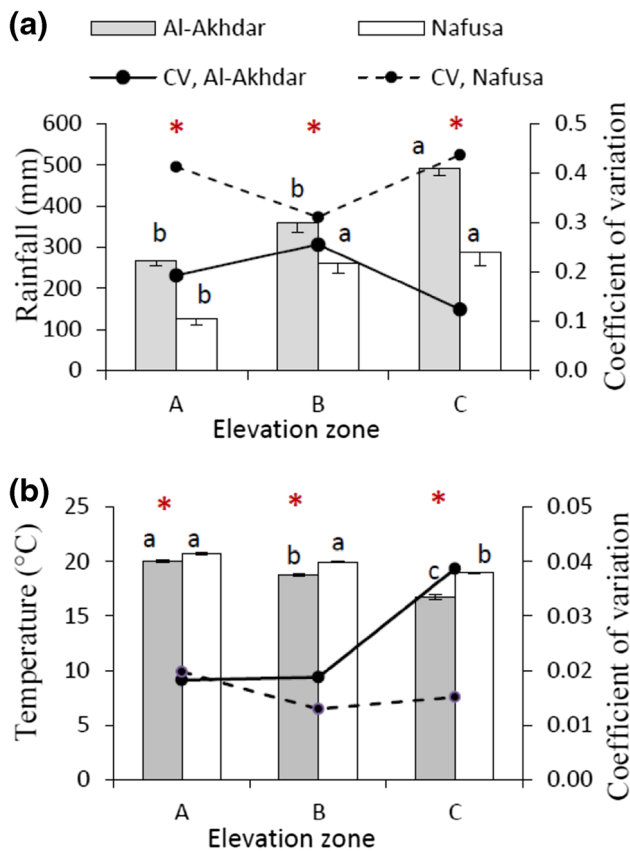 (a)
Al-Akhdar Nafusa
CV, Al-Akhdar CV, Nafusa
* * *
600 0.5
500 a 0.4
400 b
300 b a a 0.3
200 b 0.2
100 0.1
0 0.0
Rainfall (mm)
Coefficient of variation
A B C
Elevation zone
(b)
* * *
25 0.05
a a b a c b
20 0.04
15 0.03
10 0.02
5 0.01
0 0.00
Temperature (°C)
Coefficient of variation
A B C
Elevation zone